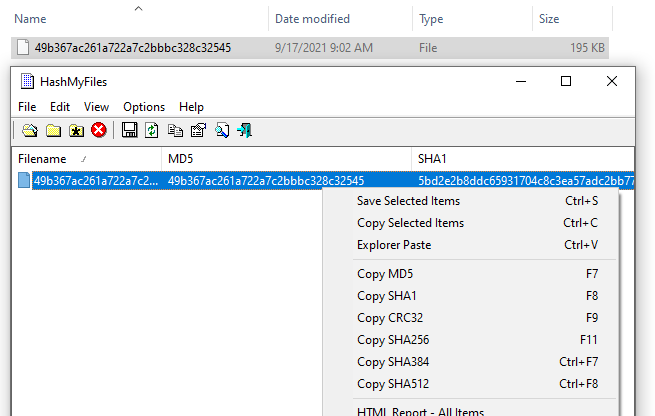 Name Date modified Type Size
49b367ac261a722a7c2bbbc328c32545 9/17/2021 9:02 AM File 195 KB
HashMyFiles
File Edit View Options Help
Filename / MD5 SHA1
49b367ac261a722a7c2... 49b367ac261a722a7c2bbbc328c32545 5bd2e2b8ddc65931704c8c3ea57adc2bb77
Save Selected Items Ctrl+S
Copy Selected Items Ctrl+C
Explorer Paste Ctrl+V
Copy MD5 F7
Copy SHA1 F8
Copy CRC32 F9
Copy SHA256 F11
Copy SHA384 Ctrl+F7
Copy SHA512 Ctrl+F8
HTML Report - All Items